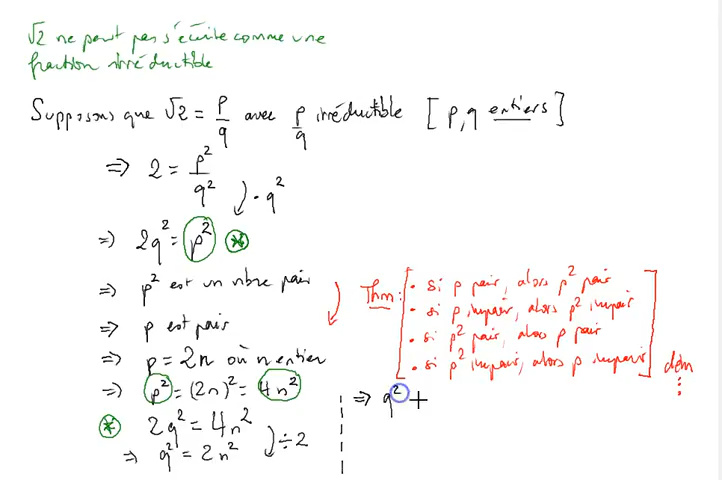 √2 ne peut pas s'écrire comme une
fraction irréductible
Supposons que √2 = p/q avec p/q irréductible [p,q entiers]
⇒ 2 = p²/q²
· q²
⇒ 2q² = p² *
⇒ p² est un nbre pair
⇒ p est pair
⇒ p = 2n où n entier
⇒ p² = (2n)² = 4n²
* 2q² = 4n²
÷2
⇒ q² = 2n²
Thm: • si p pair, alors p² pair
• si p impair, alors p² impair
• si p² pair, alors p pair
• si p² impair, alors p impair
dém
⇒ q²